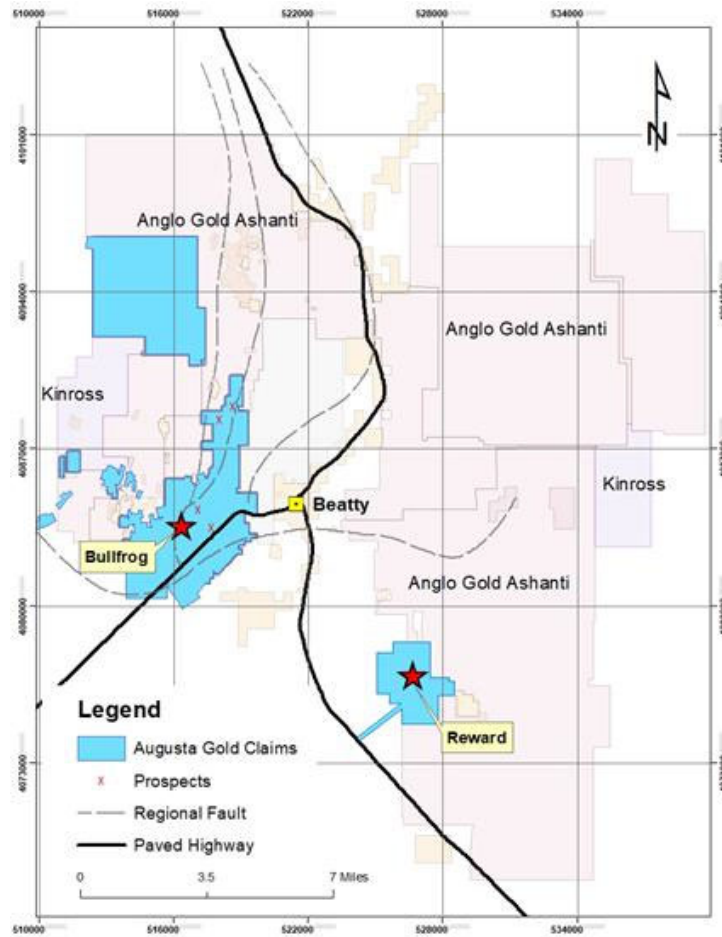 510000 516000 522000 528000 534000
4101000
N
Anglo Gold Ashanti
4094000
Anglo Gold Ashanti
Kinross
4087000
Kinross
Beatty
Bullfrog
Anglo Gold Ashanti
4080000
Legend
Augusta Gold Claims
Reward
4073000
Prospects
Regional Fault
Paved Highway
0 3.5 7 Miles
510000 516000 522000 528000 534000